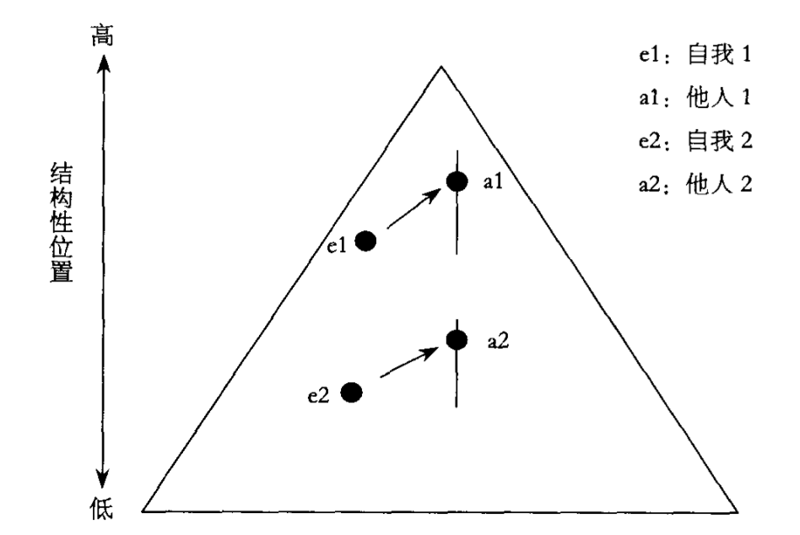 高
结构性位置
低
e1：自我 1
a1：他人 1
e2：自我 2
a2：他人 2
a1
e1
a2
e2